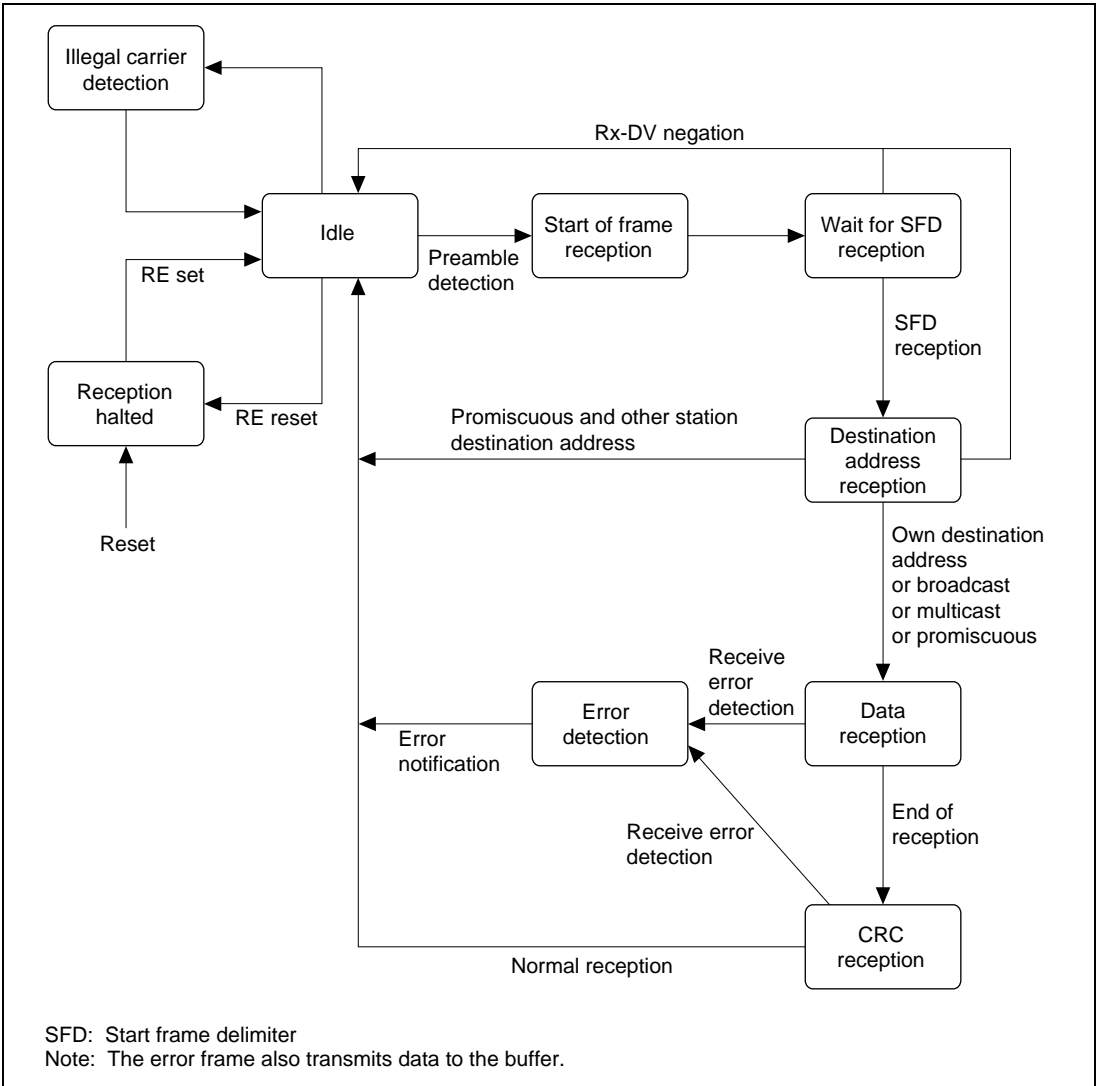 Illegal carrier
detection
Rx-DV negation
Idle
Start of frame
reception
Wait for SFD
reception
Preamble
detection
RE set
SFD
reception
Reception
halted
RE reset
Promiscuous and other station
destination address
Destination
address
reception
Reset
Own destination
address
or broadcast
or multicast
or promiscuous
Receive
error
detection
Error
detection
Data
reception
Error
notification
End of
reception
Receive error
detection
CRC
reception
Normal reception
SFD: Start frame delimiter
Note: The error frame also transmits data to the buffer.